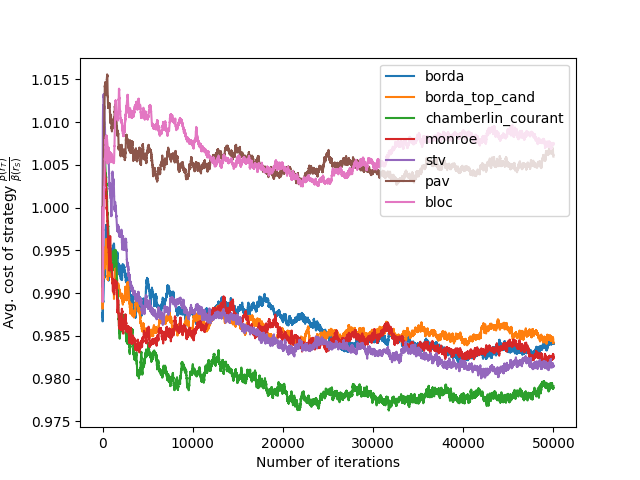 1.015
1.010
1.005
1.000
0.995
0.990
0.985
0.980
0.975
0 10000 20000 30000 40000 50000
Number of iterations
Avg. cost of strategy β(r_T)/β(r_S)
borda
borda_top_cand
chamberlin_courant
monroe
stv
pav
bloc